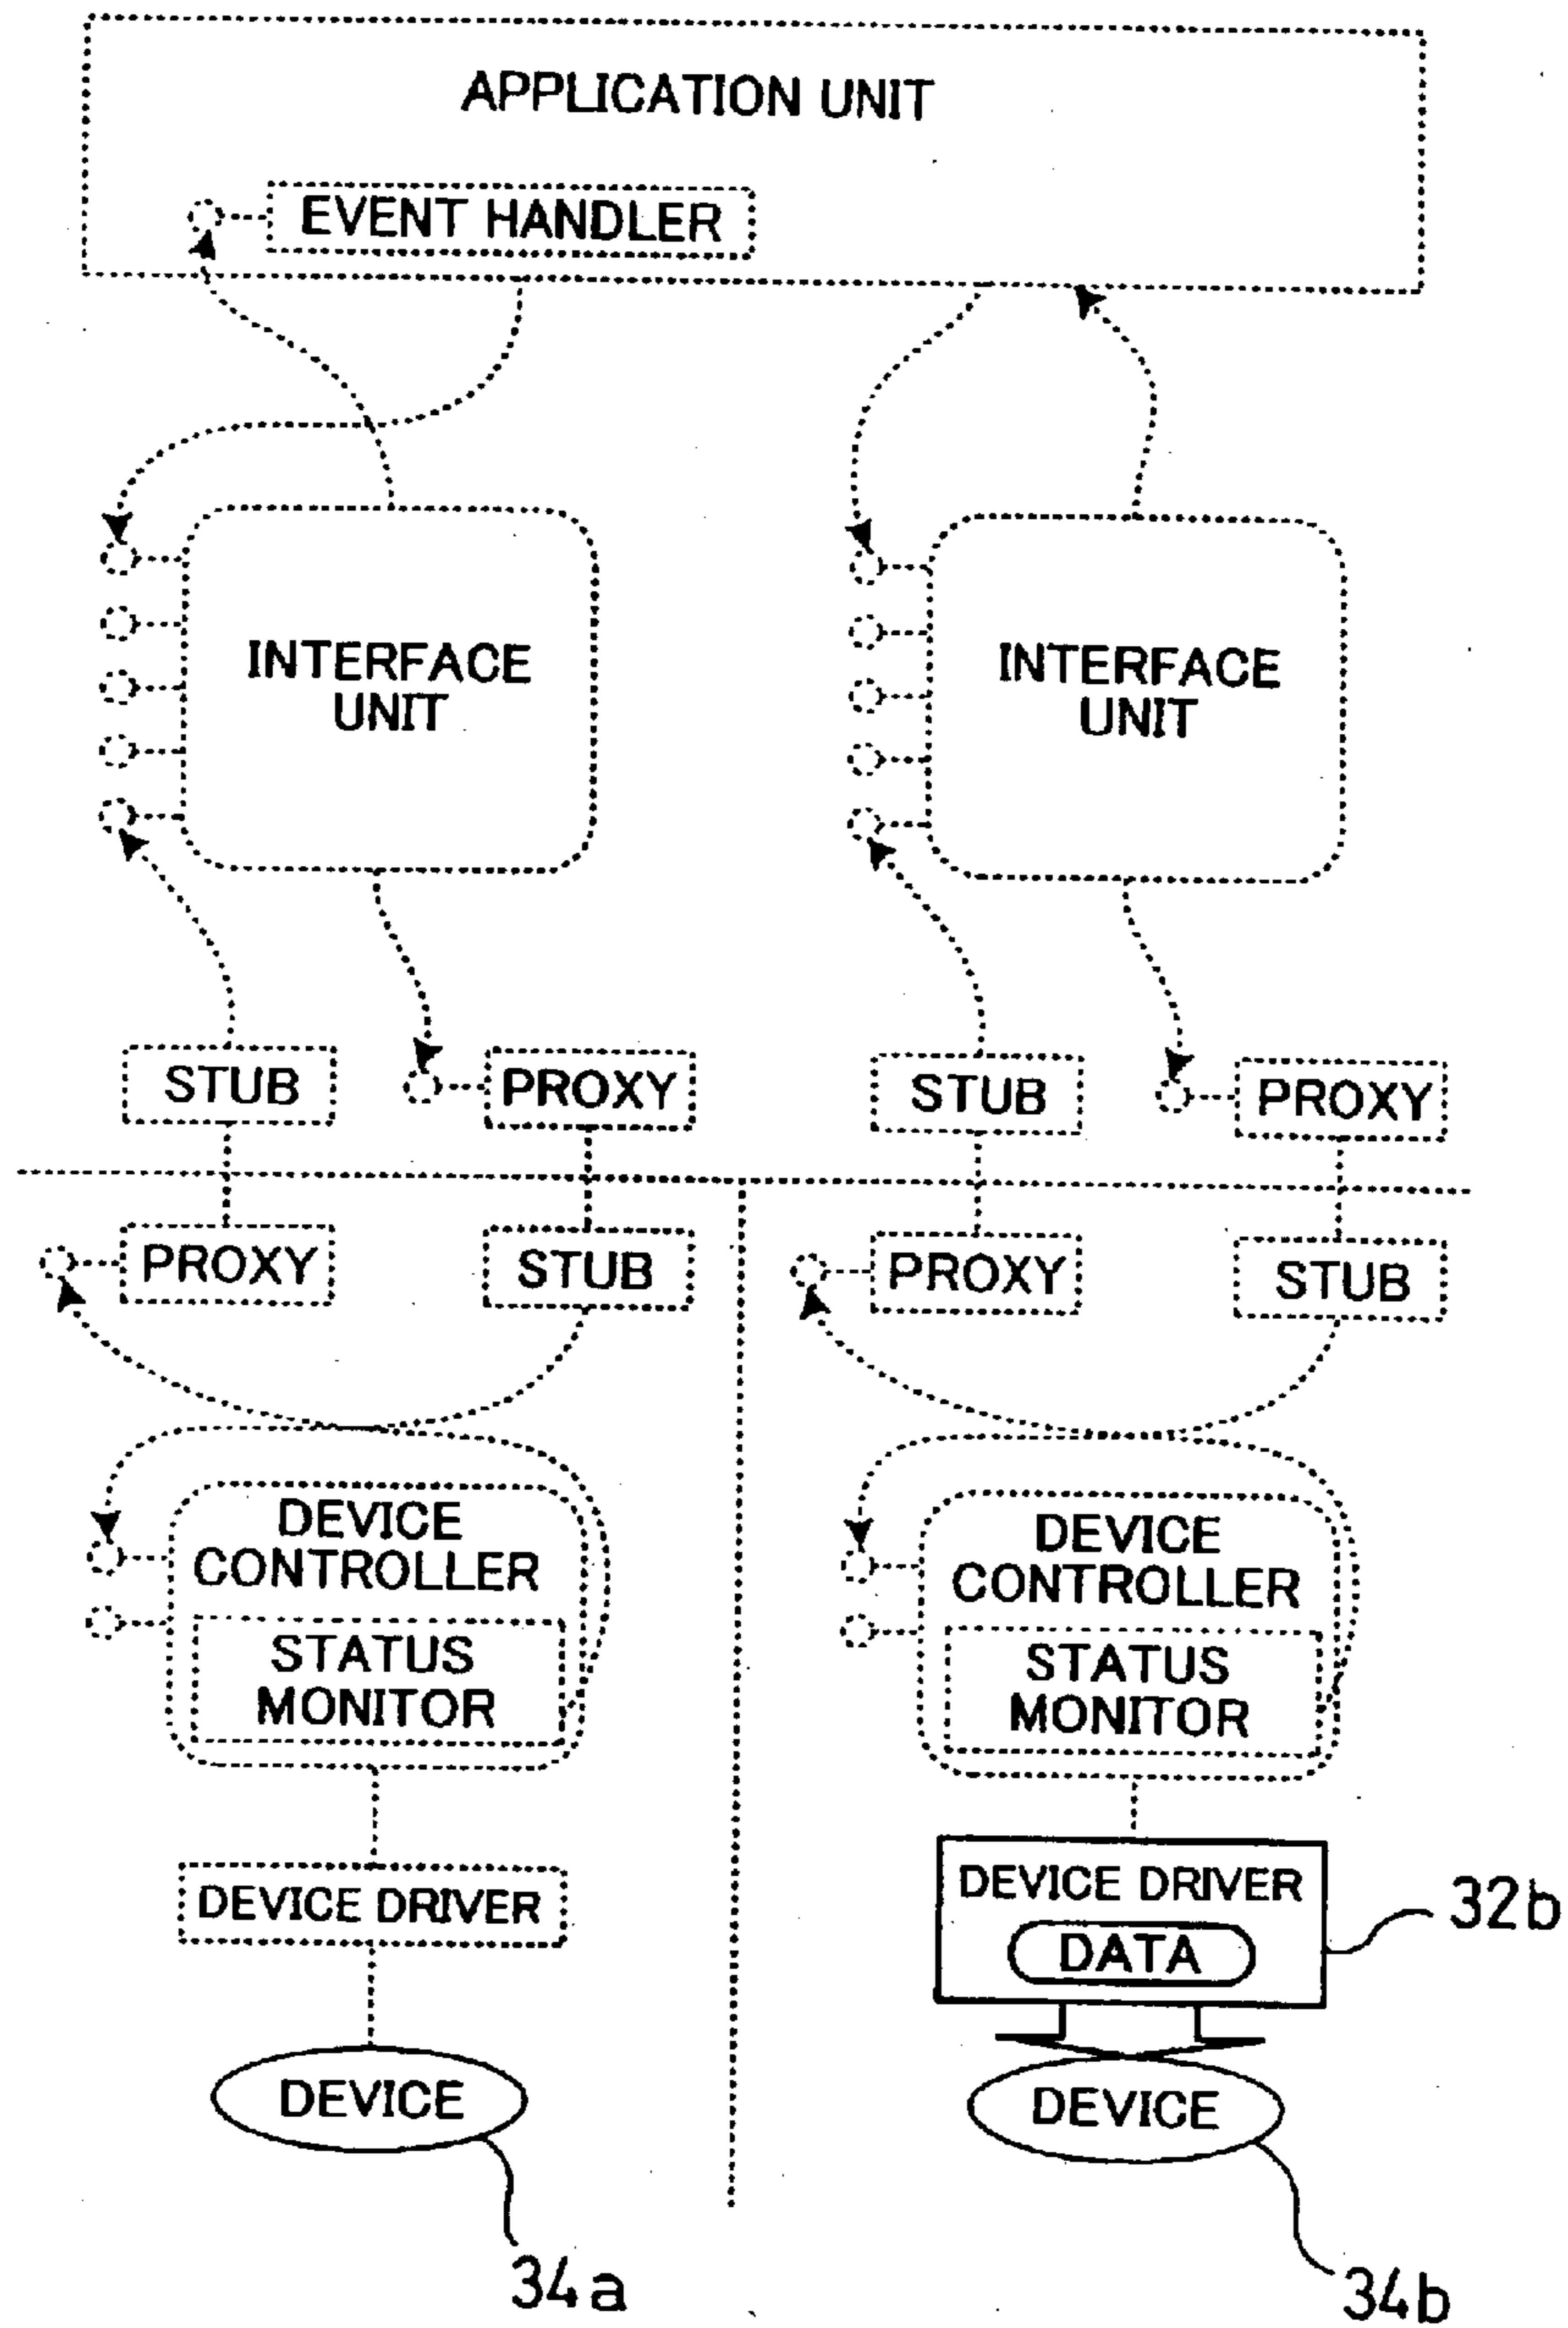 APPLICATION UNIT
EVENT HANDLER
INTERFACE
UNIT
INTERFACE
UNIT
STUB
PROXY
STUB
PROXY
PROXY
STUB
PROXY
STUB
DEVICE
CONTROLLER
STATUS
MONITOR
DEVICE
CONTROLLER
STATUS
MONITOR
DEVICE DRIVER
DEVICE DRIVER
DATA
32b
DEVICE
DEVICE
34a
34b